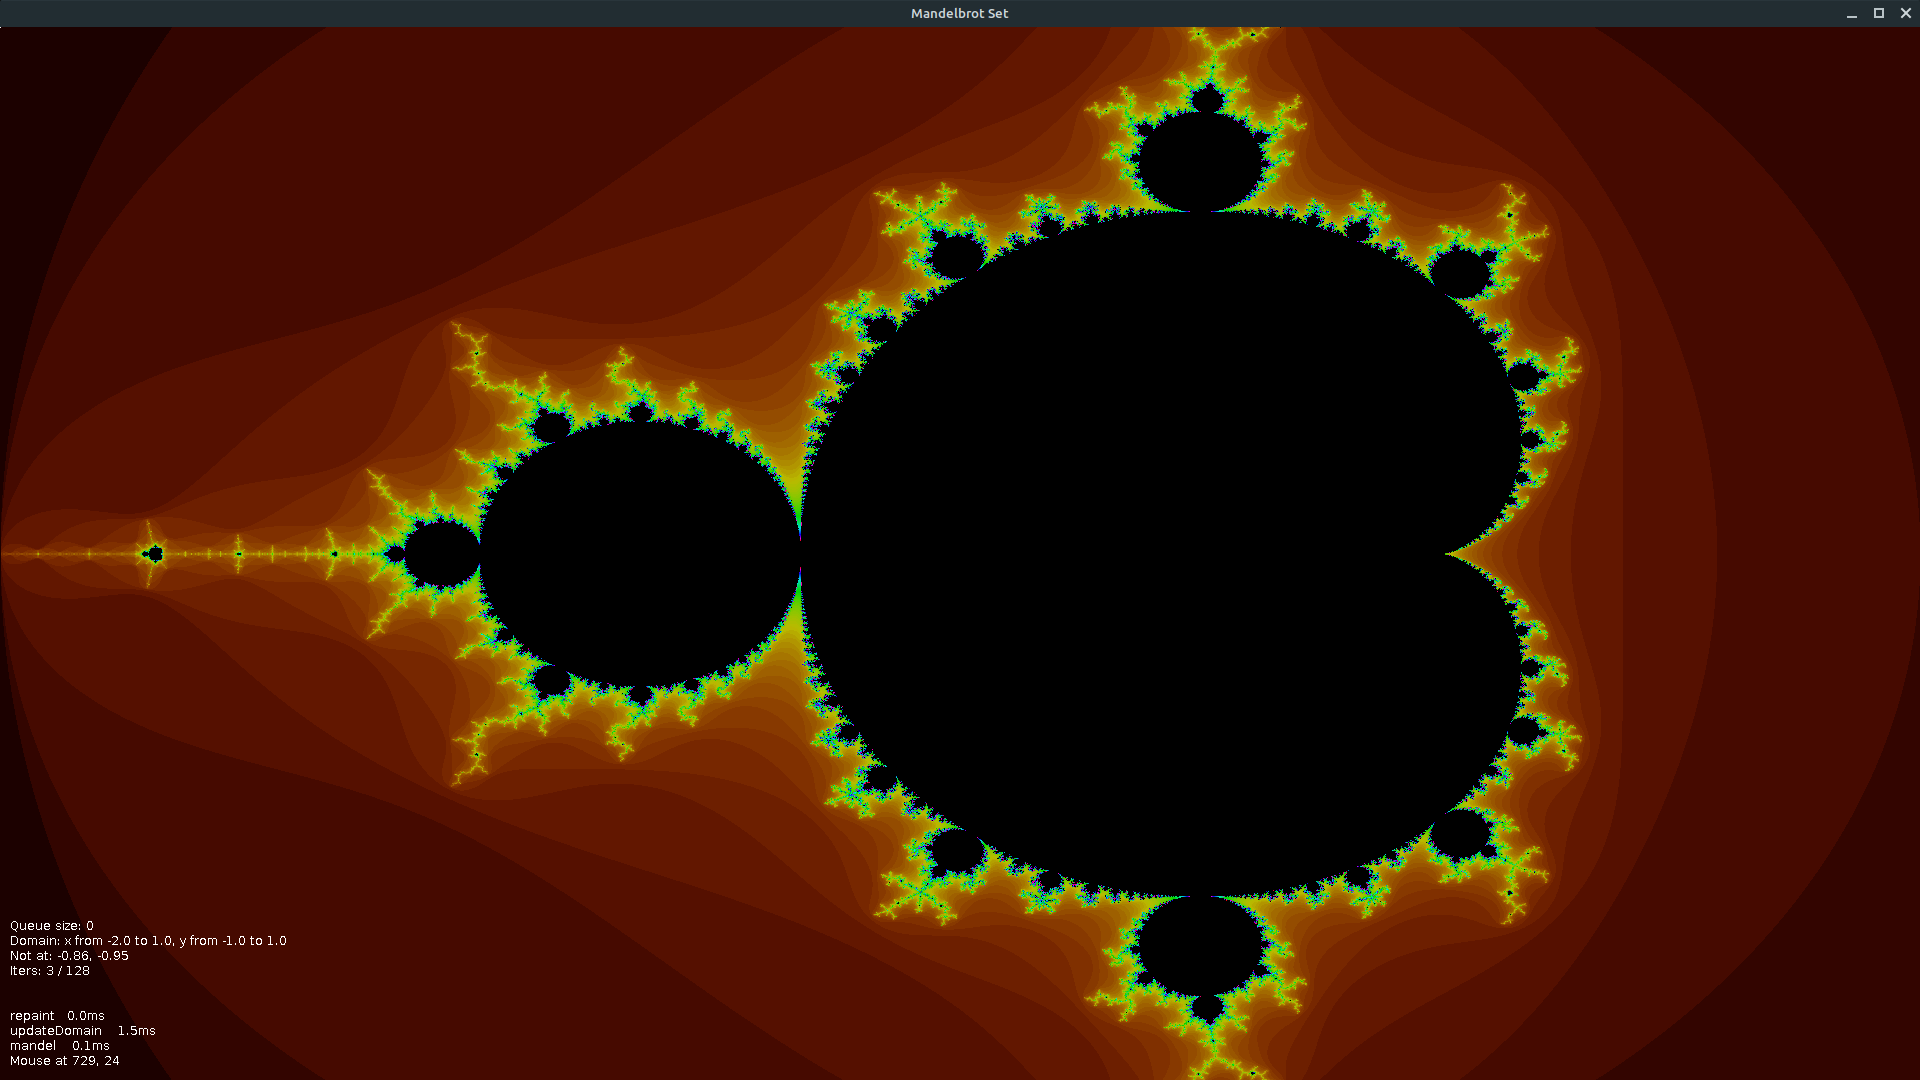 Mandelbrot Set
Queue size: 0
Domain: x from -2.0 to 1.0, y from -1.0 to 1.0
Not at: -0.86, -0.95
Iters: 3 / 128
repaint 0.0ms
updateDomain 1.5ms
mandel 0.1ms
Mouse at 729, 24